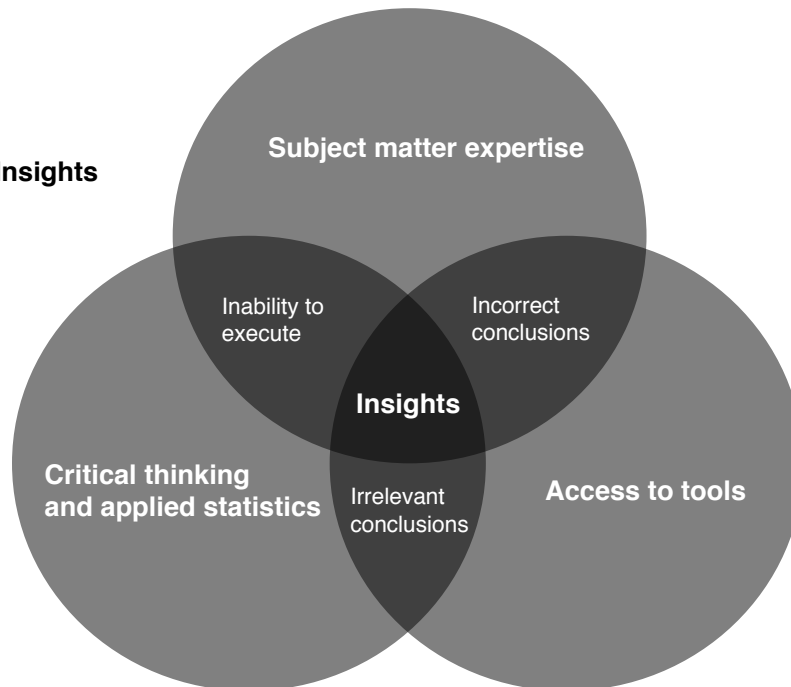 Insights
Subject matter expertise
Inability to
execute
Incorrect
conclusions
Insights
Critical thinking
and applied statistics
Irrelevant
conclusions
Access to tools